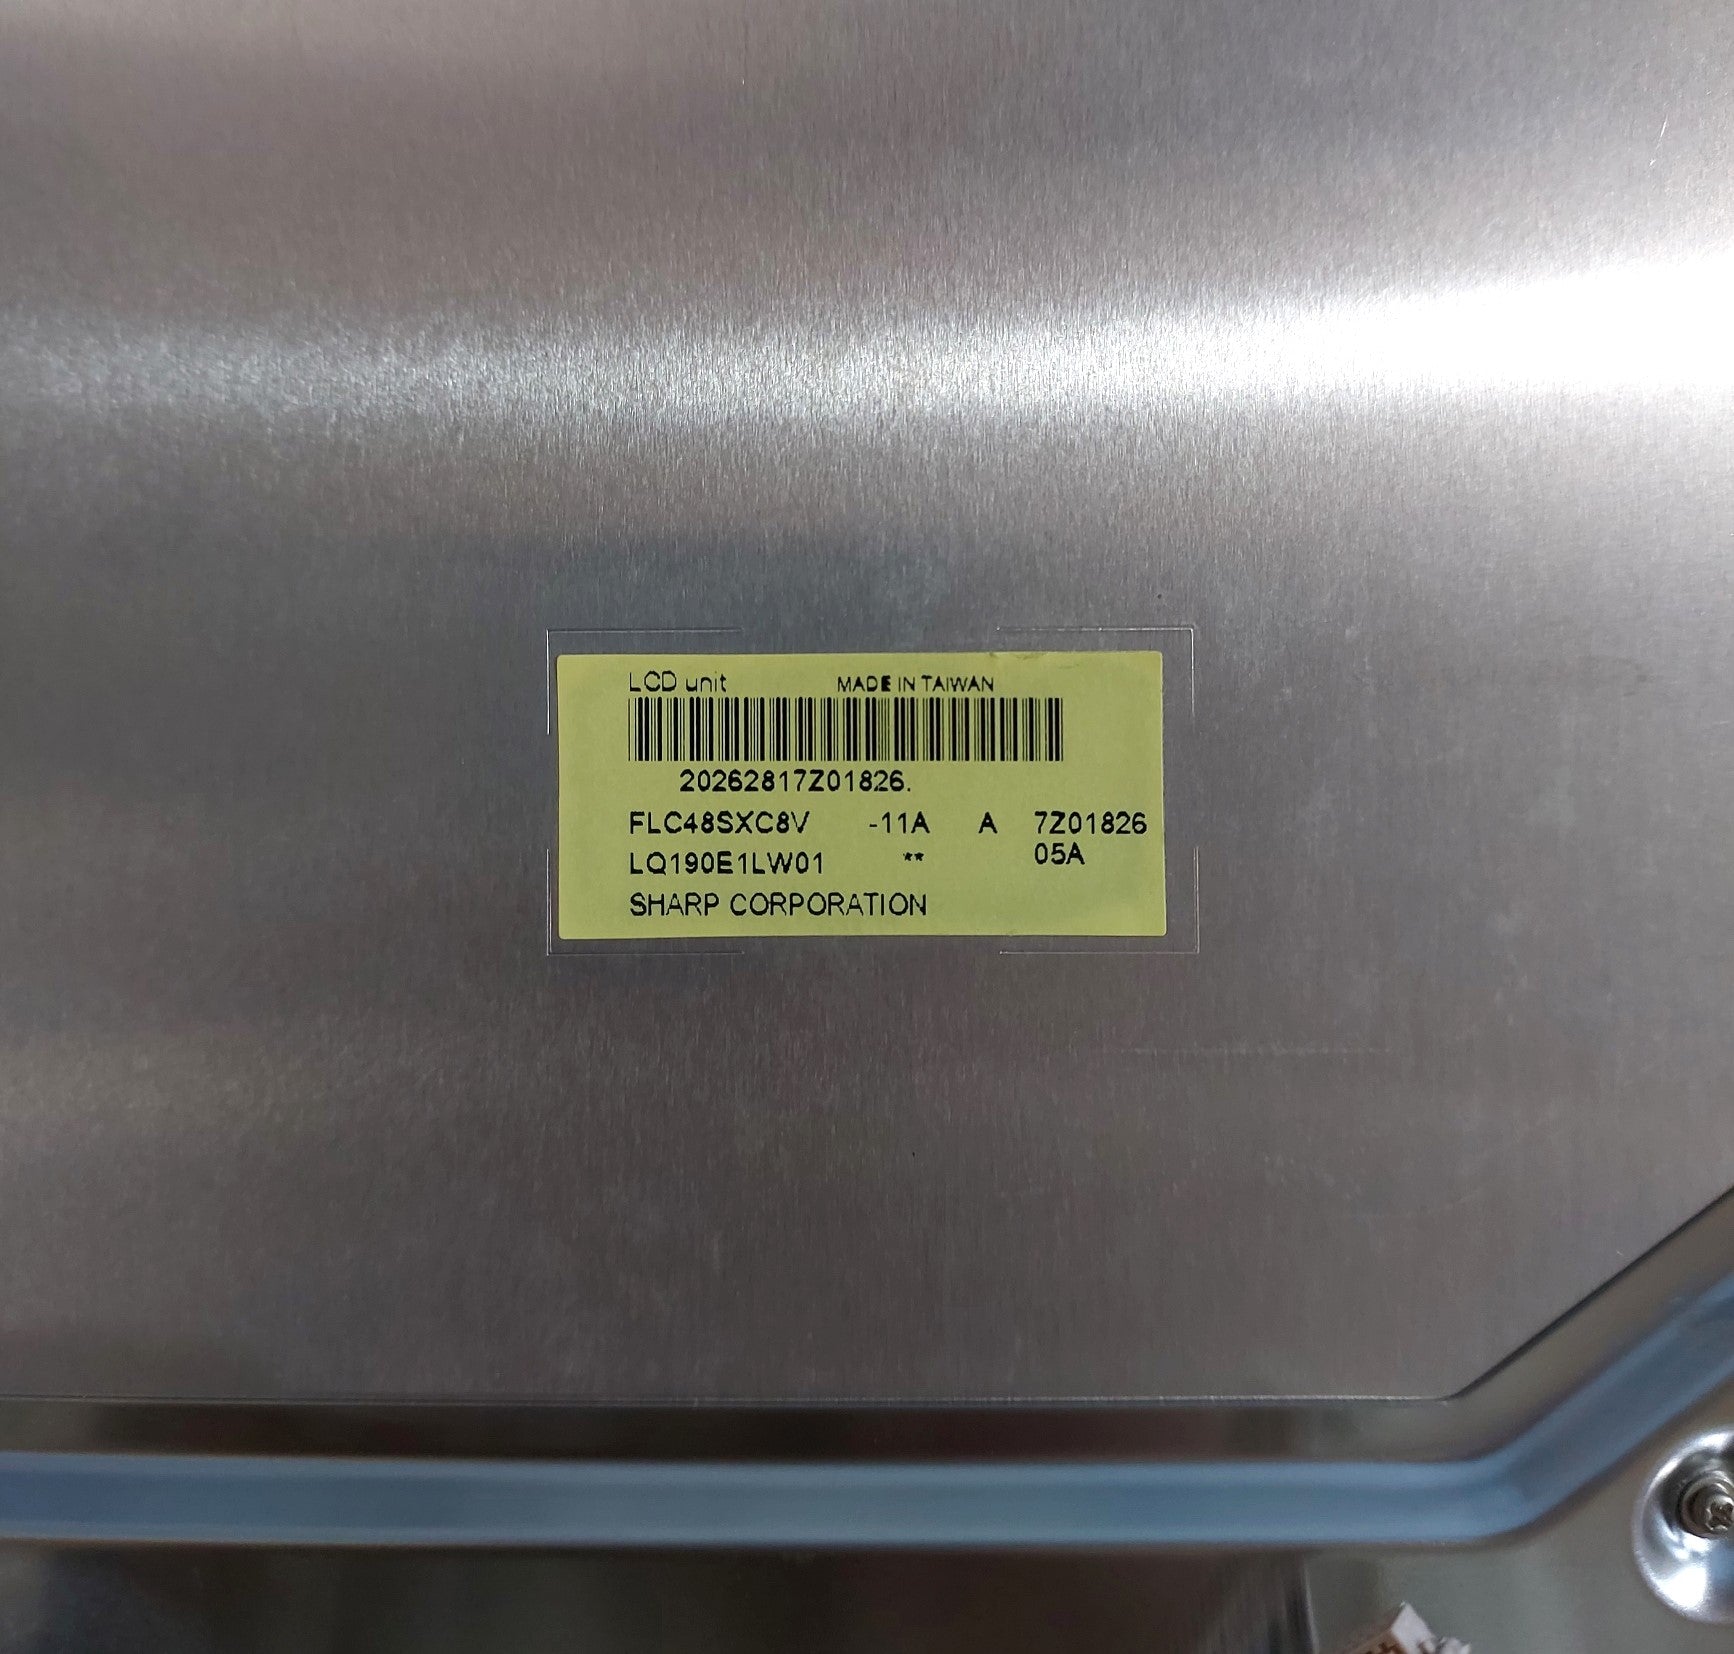 LCD unit MADE IN TAIWAN
20262817Z01826.
FLC48SXC8V -11A A 7Z01826
LQ190E1LW01 ** 05A
SHARP CORPORATION